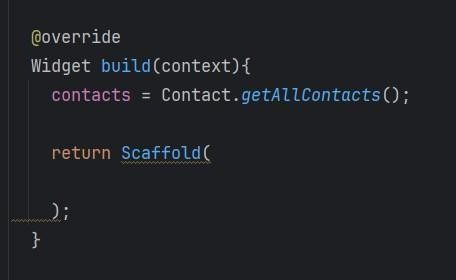 @override
Widget build(context){
contacts = Contact.getAllContacts();
return Scaffold(
);
}